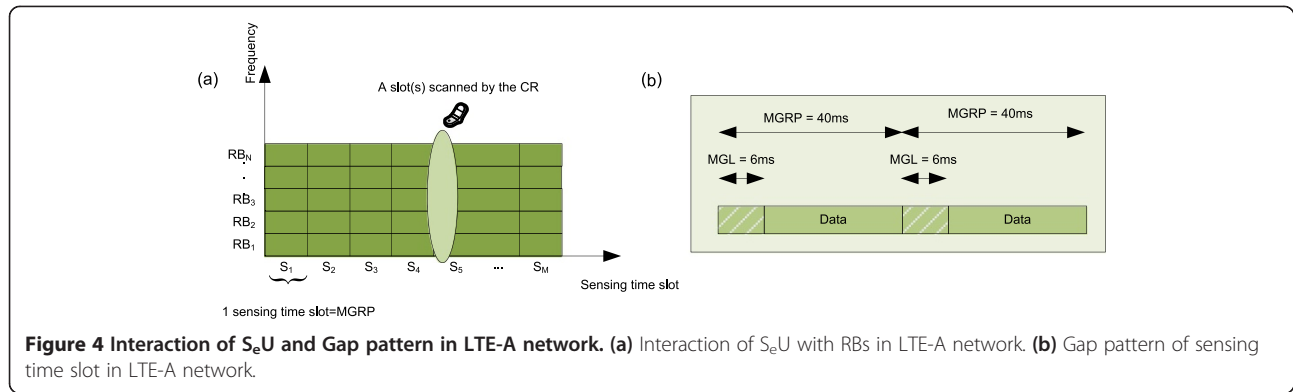 (a)
Frequency
A slot(s) scanned by the CR
RB_N
.
.
.
RB_3
RB_2
RB_1
S_1 S_2 S_3 S_4 S_5 ... S_M
Sensing time slot
1 sensing time slot=MGRP
(b)
MGRP = 40ms MGRP = 40ms
MGL = 6ms MGL = 6ms
Data Data
Figure 4 Interaction of S_eU and Gap pattern in LTE-A network. (a) Interaction of S_eU with RBs in LTE-A network. (b) Gap pattern of sensing
time slot in LTE-A network.